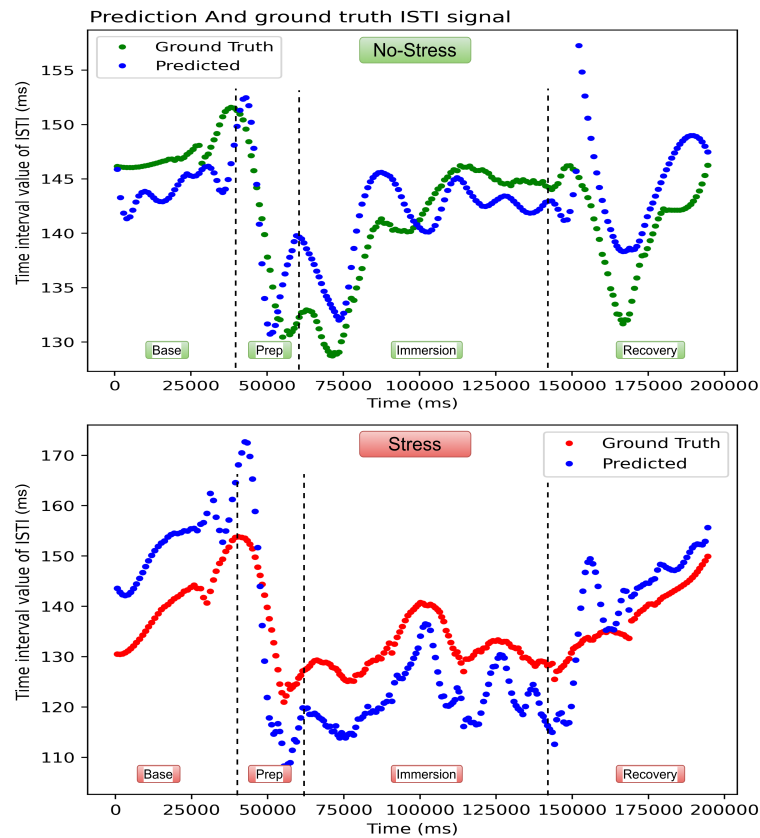 Prediction And ground truth ISTI signal
Ground Truth
Predicted
No-Stress
Time interval value of ISTI (ms)
155
150
145
140
135
130
Base
Prep
Immersion
Recovery
0 25000 50000 75000 100000 125000 150000 175000 200000
Time (ms)
Stress
Ground Truth
Predicted
Time interval value of ISTI (ms)
170
160
150
140
130
120
110
Base
Prep
Immersion
Recovery
0 25000 50000 75000 100000 125000 150000 175000 200000
Time (ms)